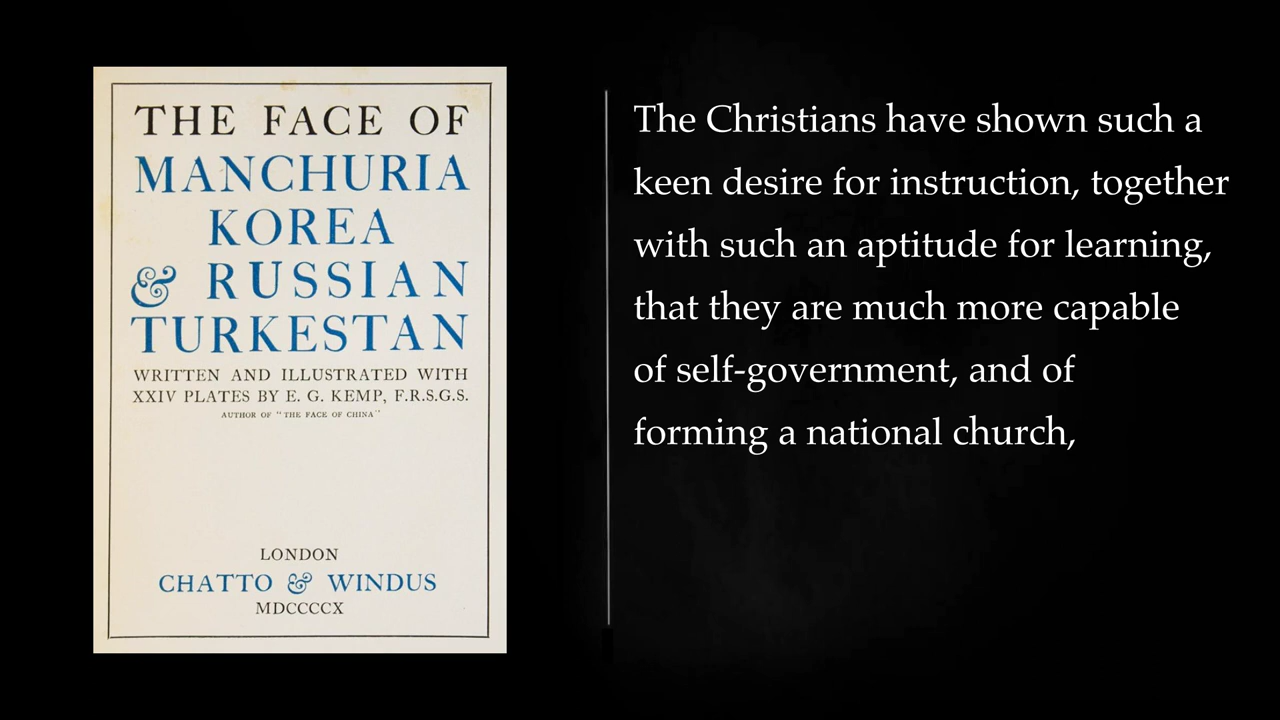 THE FACE OF
MANCHURIA
KOREA
& RUSSIAN
TURKESTAN
WRITTEN AND ILLUSTRATED WITH
XXIV PLATES BY E. G. KEMP, F.R.S.G.S.
AUTHOR OF "THE FACE OF CHINA"
LONDON
CHATTO & WINDUS
MDCCCCX
The Christians have shown such a
keen desire for instruction, together
with such an aptitude for learning,
that they are much more capable
of self-government, and of
forming a national church,